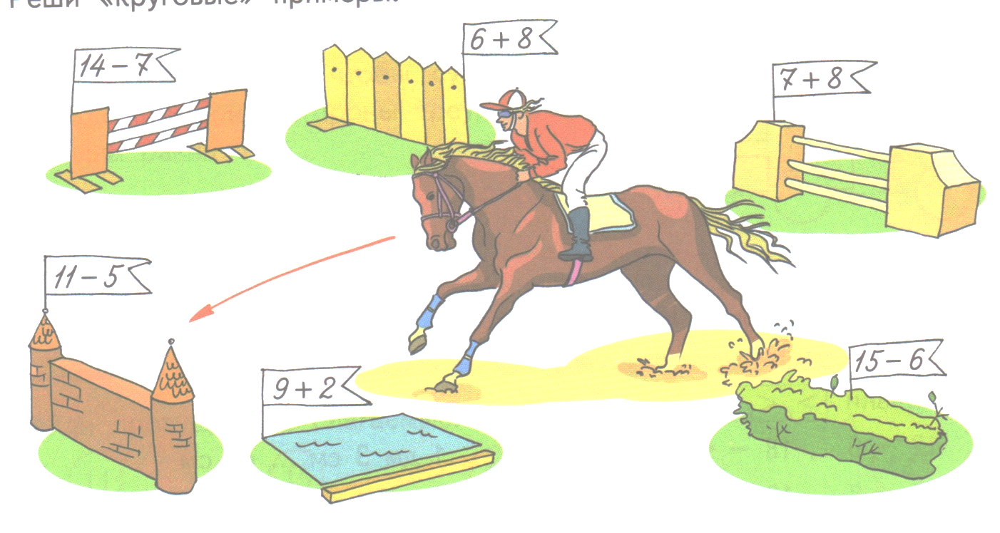 Реши «круговые» примеры.
6 + 8
14 – 7
7 + 8
11 – 5
15 – 6
9 + 2